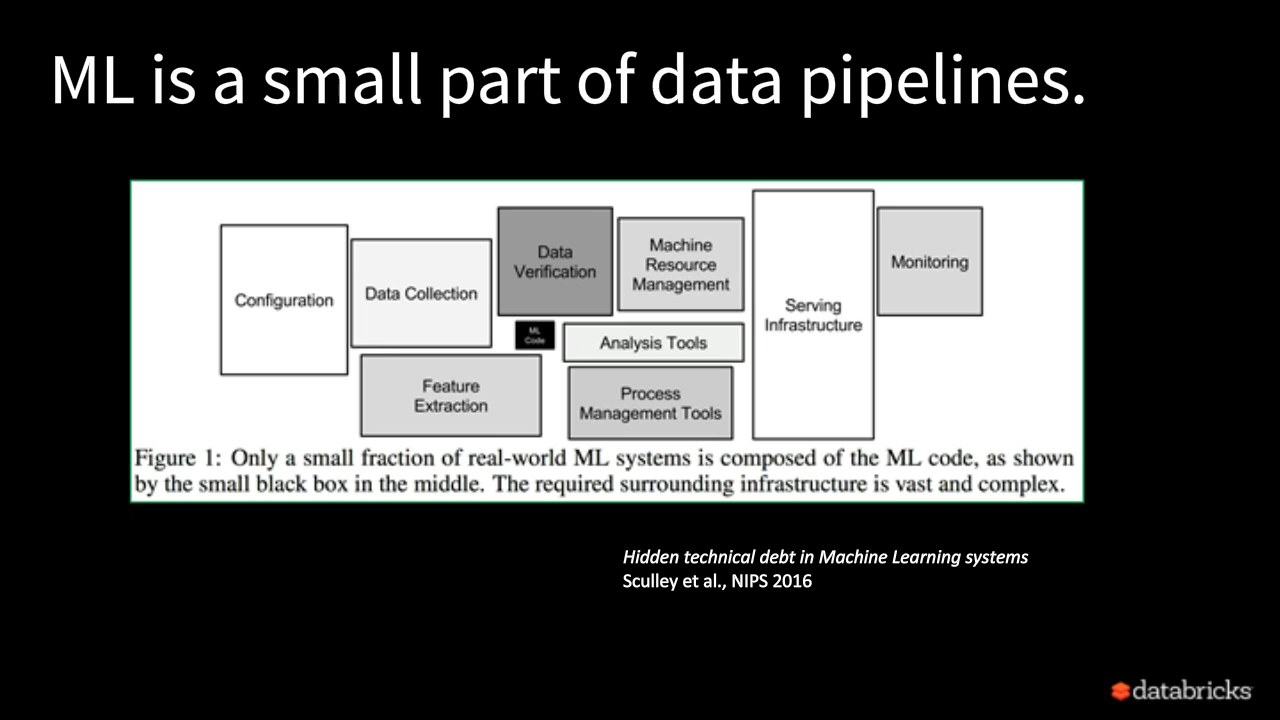 ML is a small part of data pipelines.
Configuration
Data Collection
Data
Verification
Machine
Resource
Management
Serving
Infrastructure
Monitoring
ML
Code
Analysis Tools
Feature
Extraction
Process
Management Tools
Figure 1: Only a small fraction of real-world ML systems is composed of the ML code, as shown
by the small black box in the middle. The required surrounding infrastructure is vast and complex.
Hidden technical debt in Machine Learning systems
Sculley et al., NIPS 2016
databricks